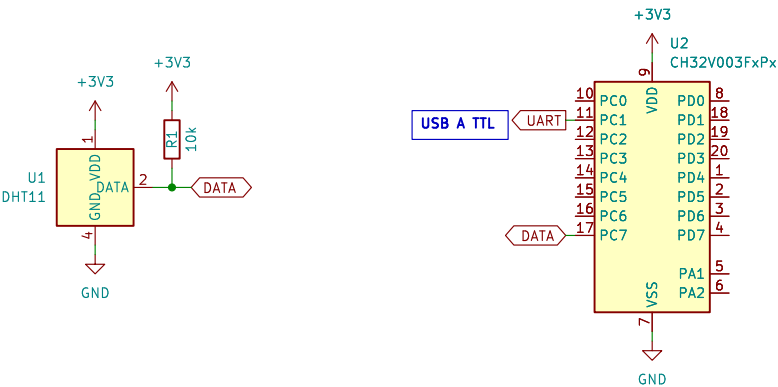 +3V3
+3V3
R1
10k
U1
DHT11
1
VDD
DATA
2
GND
4
DATA
GND
+3V3
U2
CH32V003FxPx
9
VDD
USB A TTL
UART
DATA
10 PC0
11 PC1
12 PC2
13 PC3
14 PC4
15 PC5
16 PC6
17 PC7
PD0 8
PD1 18
PD2 19
PD3 20
PD4 1
PD5 2
PD6 3
PD7 4
PA1 5
PA2 6
VSS
7
GND